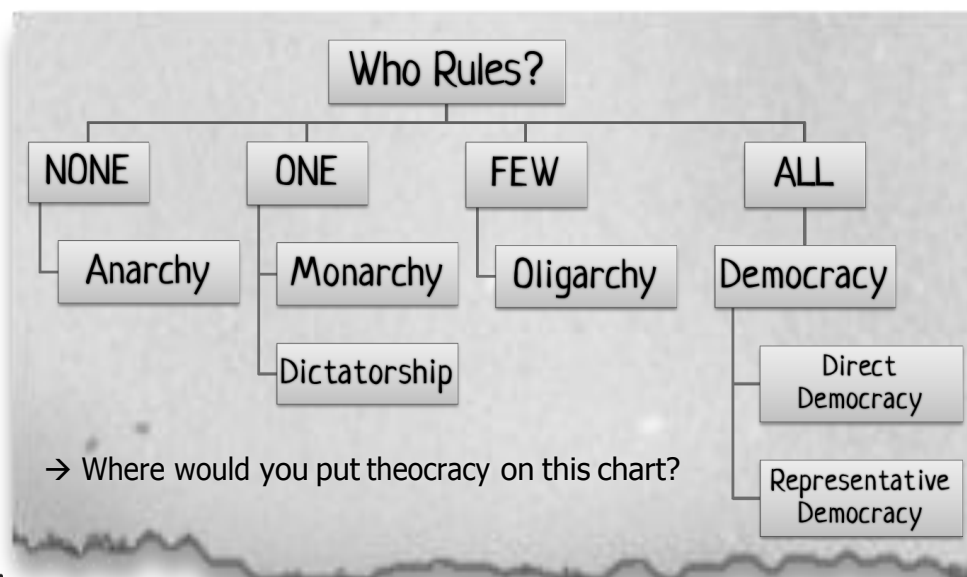 Who Rules?
NONE
ONE
FEW
ALL
Anarchy
Monarchy
Oligarchy
Democracy
Dictatorship
Direct
Democracy
Representative
Democracy
→ Where would you put theocracy on this chart?